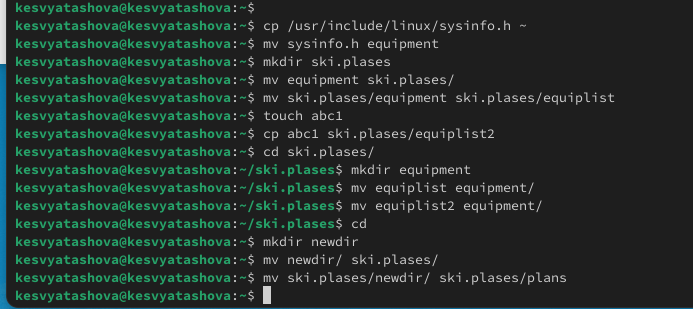 kesvyatashova@kesvyatashova:~$
kesvyatashova@kesvyatashova:~$ cp /usr/include/linux/sysinfo.h ~
kesvyatashova@kesvyatashova:~$ mv sysinfo.h equipment
kesvyatashova@kesvyatashova:~$ mkdir ski.plases
kesvyatashova@kesvyatashova:~$ mv equipment ski.plases/
kesvyatashova@kesvyatashova:~$ mv ski.plases/equipment ski.plases/equiplist
kesvyatashova@kesvyatashova:~$ touch abc1
kesvyatashova@kesvyatashova:~$ cp abc1 ski.plases/equiplist2
kesvyatashova@kesvyatashova:~$ cd ski.plases/
kesvyatashova@kesvyatashova:~/ski.plases$ mkdir equipment
kesvyatashova@kesvyatashova:~/ski.plases$ mv equiplist equipment/
kesvyatashova@kesvyatashova:~/ski.plases$ mv equiplist2 equipment/
kesvyatashova@kesvyatashova:~/ski.plases$ cd
kesvyatashova@kesvyatashova:~$ mkdir newdir
kesvyatashova@kesvyatashova:~$ mv newdir/ ski.plases/
kesvyatashova@kesvyatashova:~$ mv ski.plases/newdir/ ski.plases/plans
kesvyatashova@kesvyatashova:~$